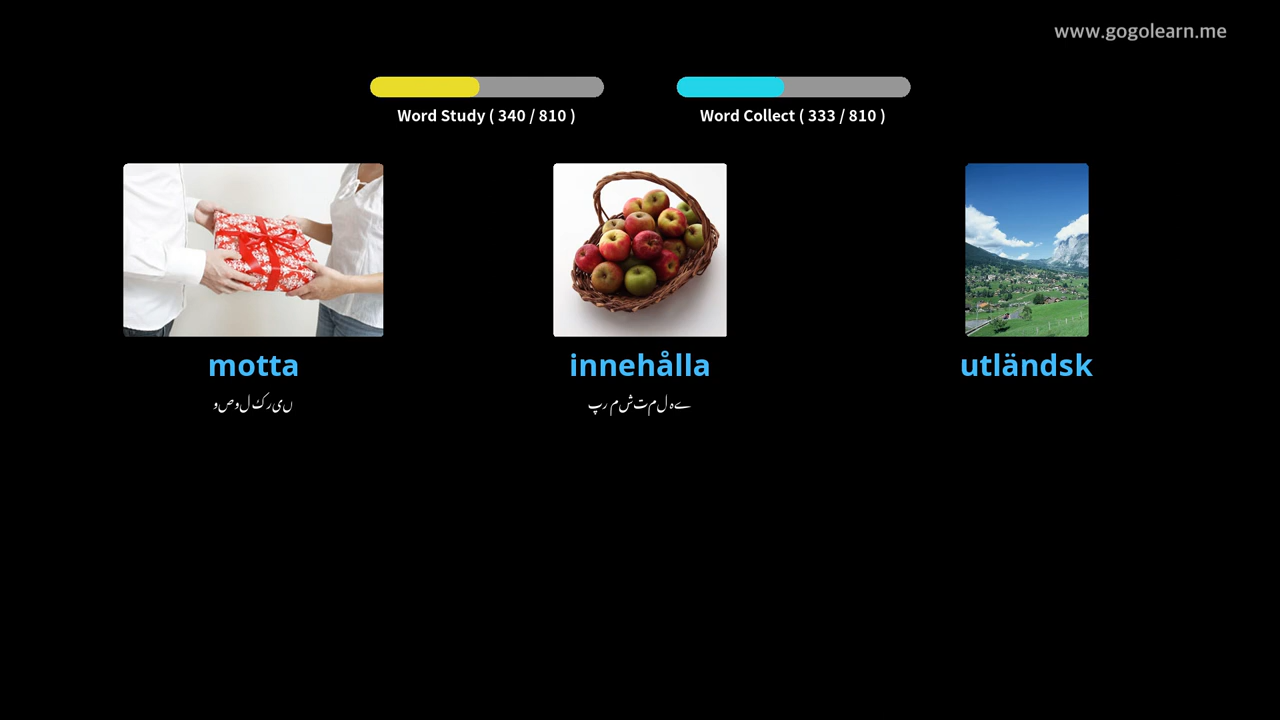 www.gogolearn.me
Word Study ( 340 / 810 )
Word Collect ( 333 / 810 )
motta
innehålla
utländsk
وصول کریں
پر مشتمل ہے